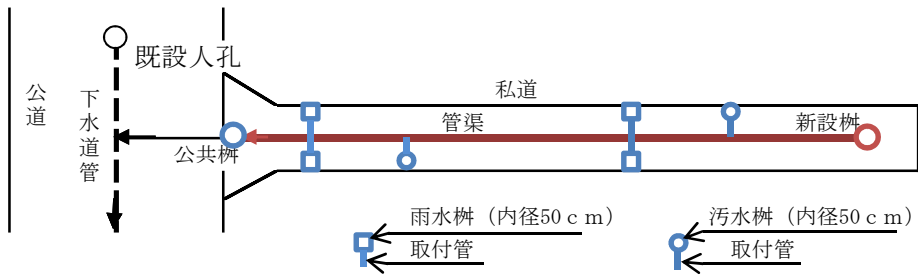 既設人孔
公道
下水道管
公共桝
私道
管渠
新設桝
雨水桝（内径50ｃｍ）
取付管
汚水桝（内径50ｃｍ）
取付管